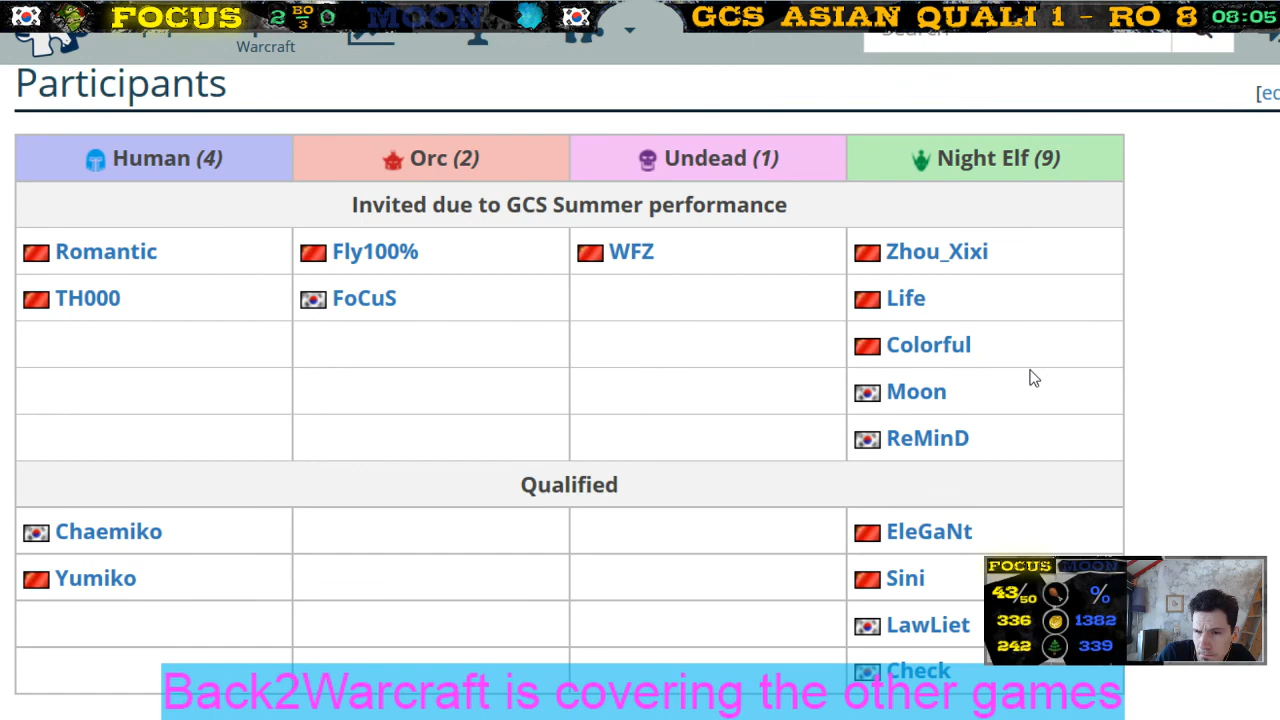 FOCUS 2 BO 3 0 MOON GCS ASIAN QUALI 1 - RO 8 08:05
Warcraft
Participants
Human (4) Orc (2) Undead (1) Night Elf (9)
Invited due to GCS Summer performance
Romantic Fly100% WFZ Zhou_Xixi
TH000 FoCuS Life
Colorful
Moon
ReMinD
Qualified
Chaemiko EleGaNt
Yumiko Sini
LawLiet
Check
FOCUS MOON
43/50 %
336 1382
242 339
Back2Warcraft is covering the other games